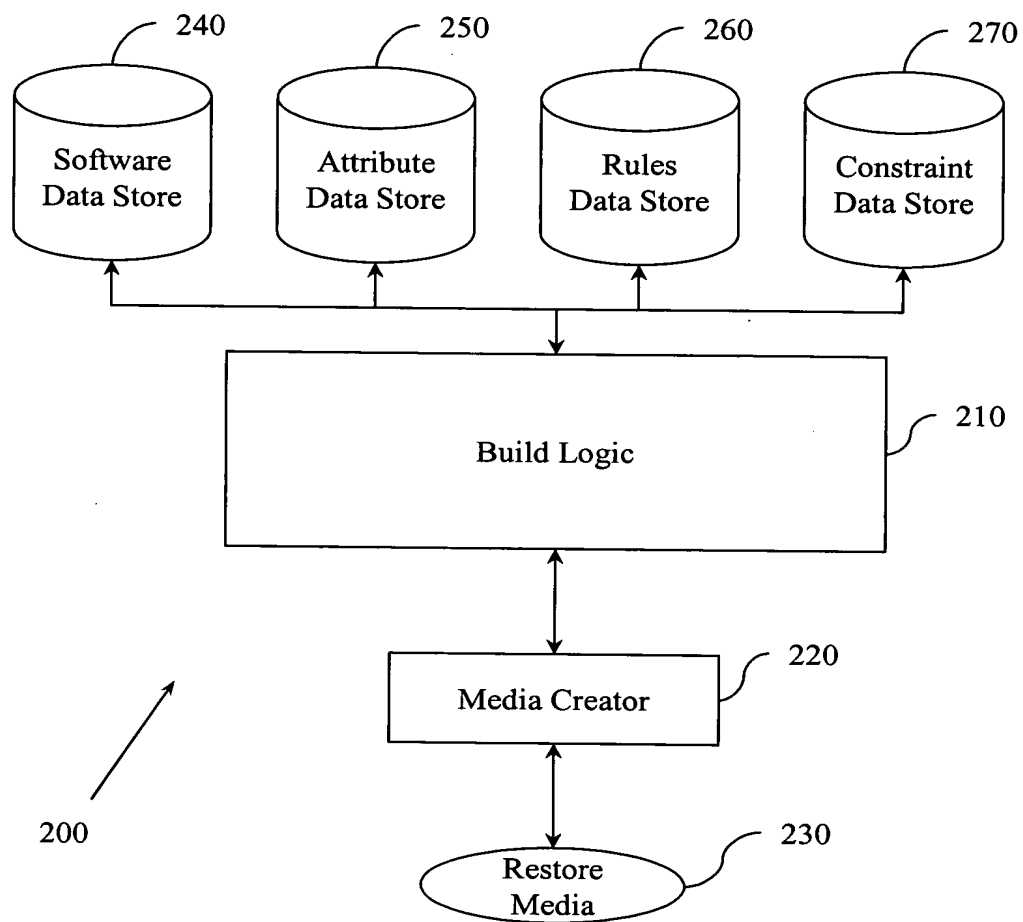 240
250
260
270
Software
Data Store
Attribute
Data Store
Rules
Data Store
Constraint
Data Store
210
Build Logic
220
Media Creator
200
230
Restore
Media